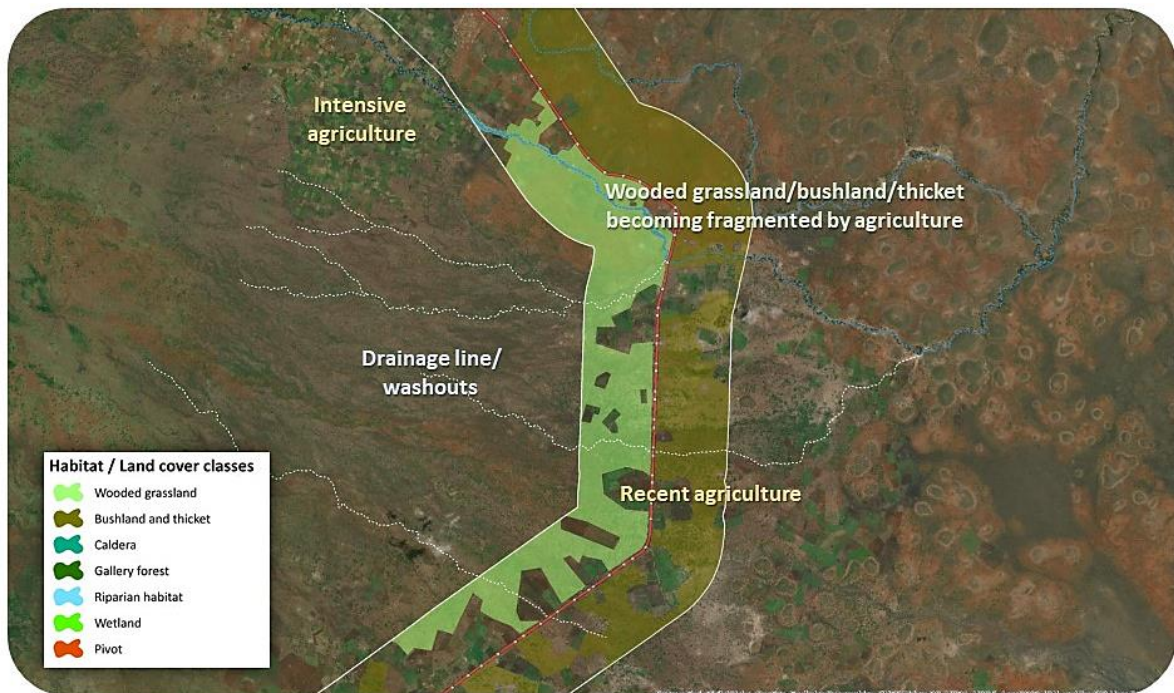 Intensive
agriculture
Wooded grassland/bushland/thicket
becoming fragmented by agriculture
Drainage line/
washouts
Recent agriculture
Habitat / Land cover classes
Wooded grassland
Bushland and thicket
Caldera
Gallery forest
Riparian habitat
Wetland
Pivot